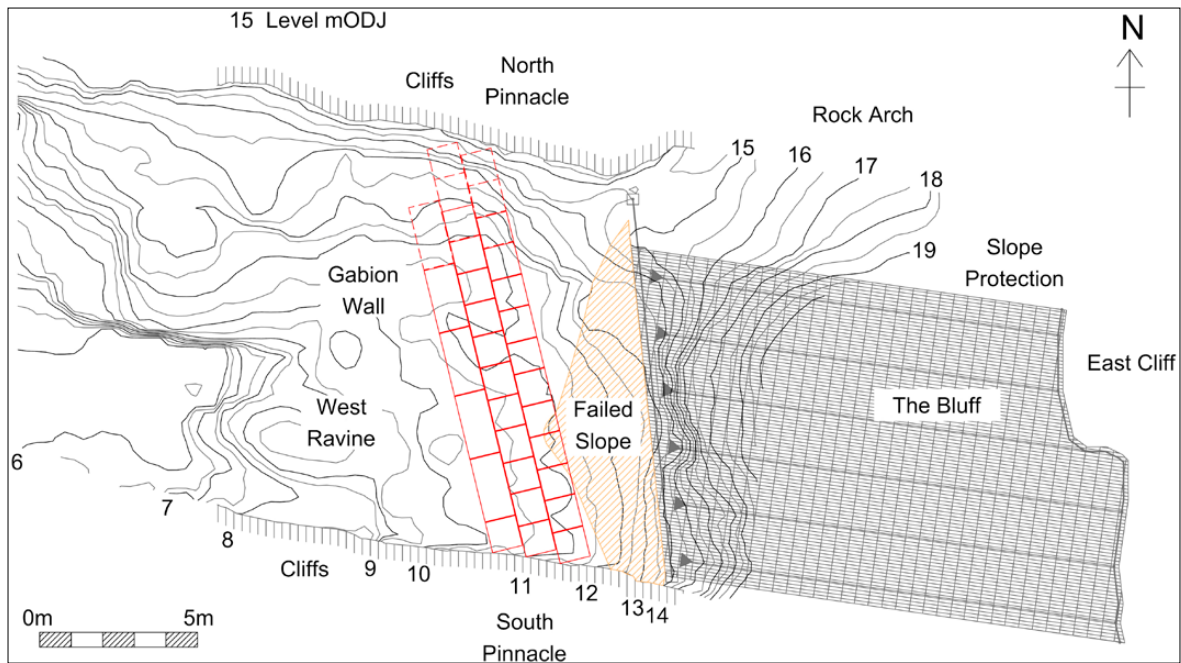 15 Level mODJ
N
Cliffs
North
Pinnacle
Rock Arch
15
16
17
18
19
Slope
Protection
Gabion
Wall
East Cliff
West
Ravine
Failed
Slope
The Bluff
6
7
8
Cliffs
9
10
11
12
13
14
0m
5m
South
Pinnacle